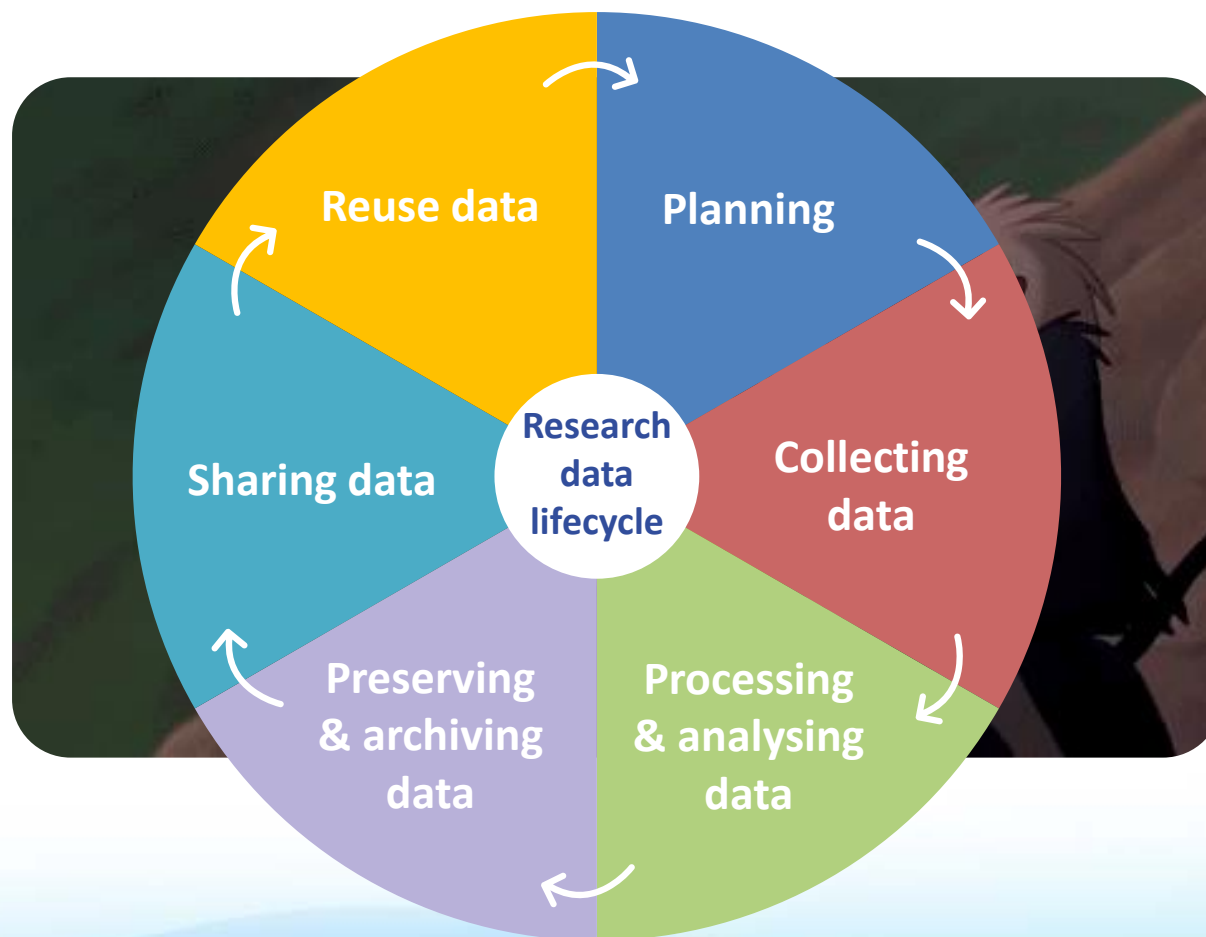 Reuse data
Planning
Research
data
lifecycle
Collecting
data
Sharing data
Processing
& analysing
data
Preserving
& archiving
data